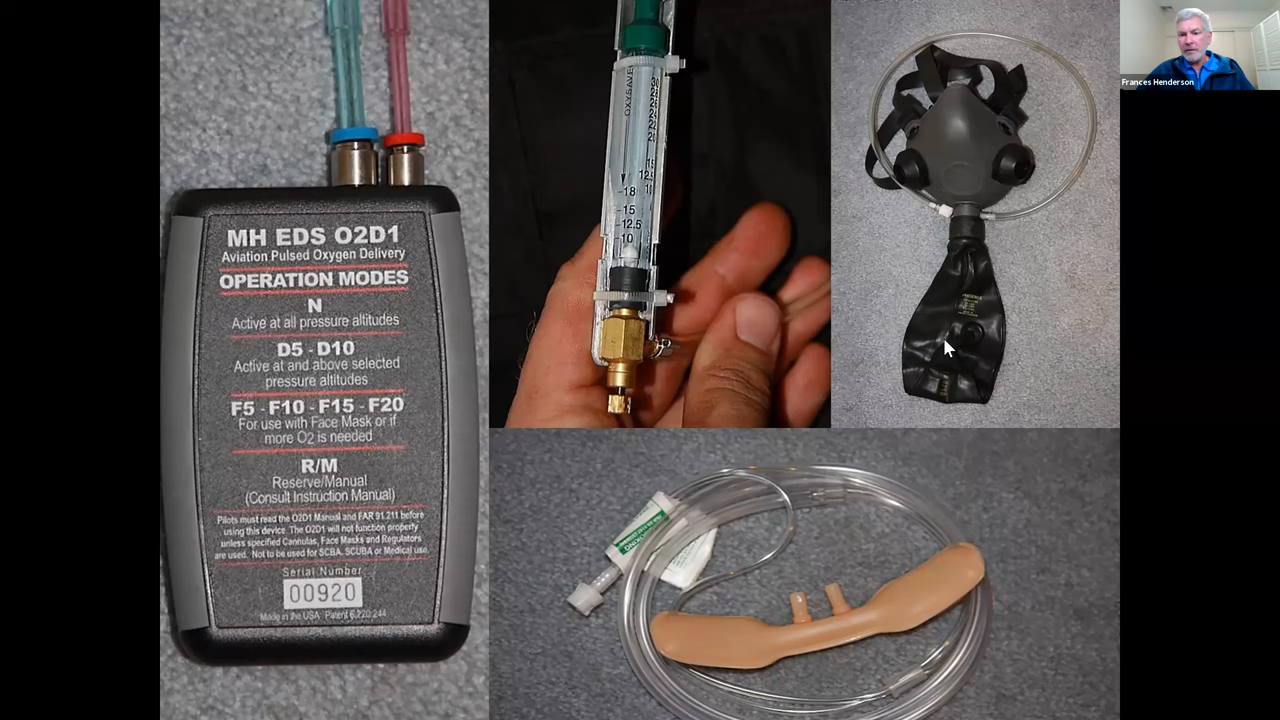 MH EDS O2D1
Aviation Pulsed Oxygen Delivery
OPERATION MODES
N
Active at all pressure altitudes
D5 - D10
Active at and above selected
pressure altitudes
F5 - F10 - F15 - F20
For use with Face Mask or if
more O2 is needed
R/M
Reserve/Manual
(Consult Instruction Manual)
Pilots must read the O2D1 Manual and FAR 91.211 before
using this device. The O2D1 will not function properly
unless specified Cannulas, Face Masks and Regulators
are used. Not to be used for SCBA, SCUBA or Medical use.
Serial Number
00920
Made in the USA Patent 6,220,244
18
15
12.5
10
Frances Henderson